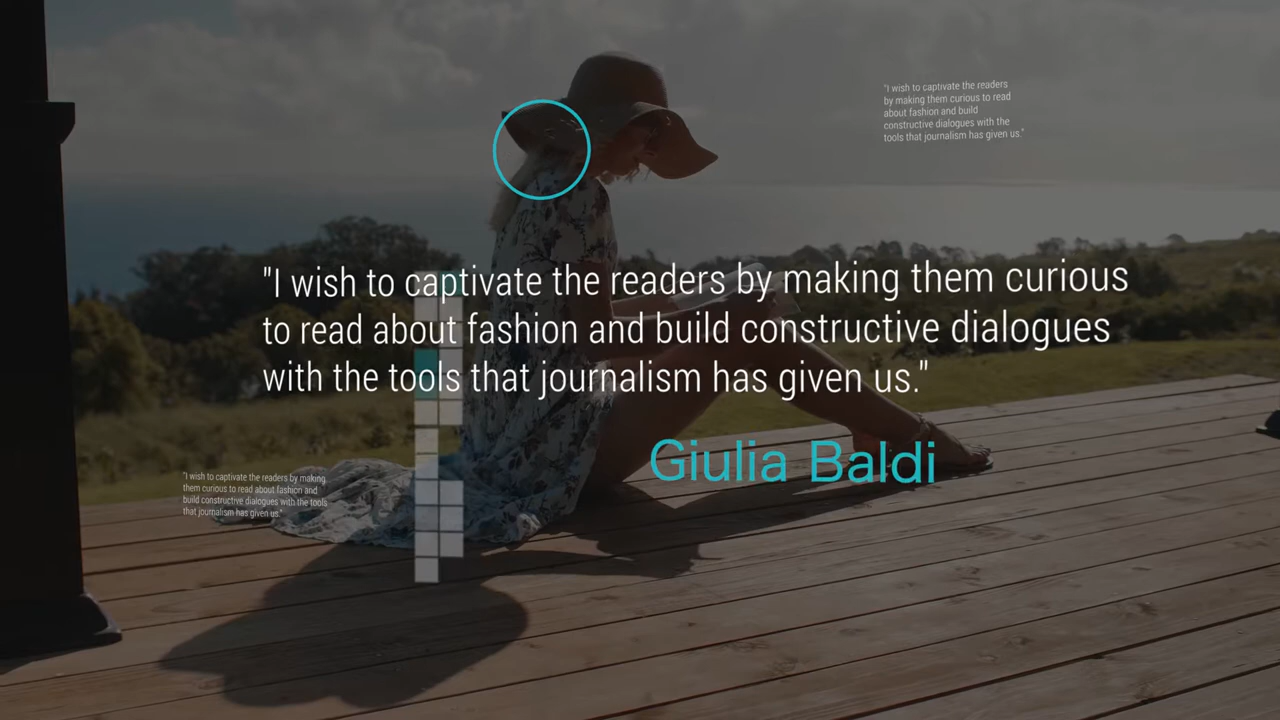 "I wish to captivate the readers
by making them curious to read
about fashion and build
constructive dialogues with the
tools that journalism has given us."
"I wish to captivate the readers by making them curious
to read about fashion and build constructive dialogues
with the tools that journalism has given us."
Giulia Baldi
"I wish to captivate the readers by making
them curious to read about fashion and
build constructive dialogues with the tools
that journalism has given us."